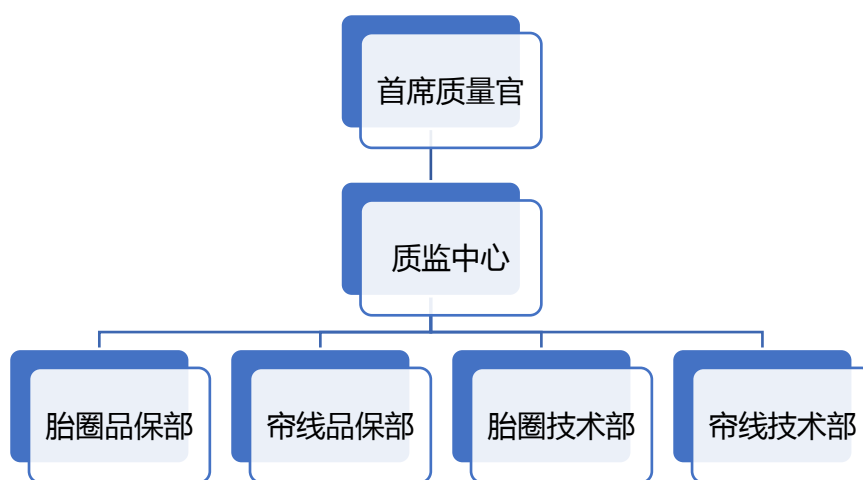 首席质量官
质监中心
胎圈品保部
帘线品保部
胎圈技术部
帘线技术部